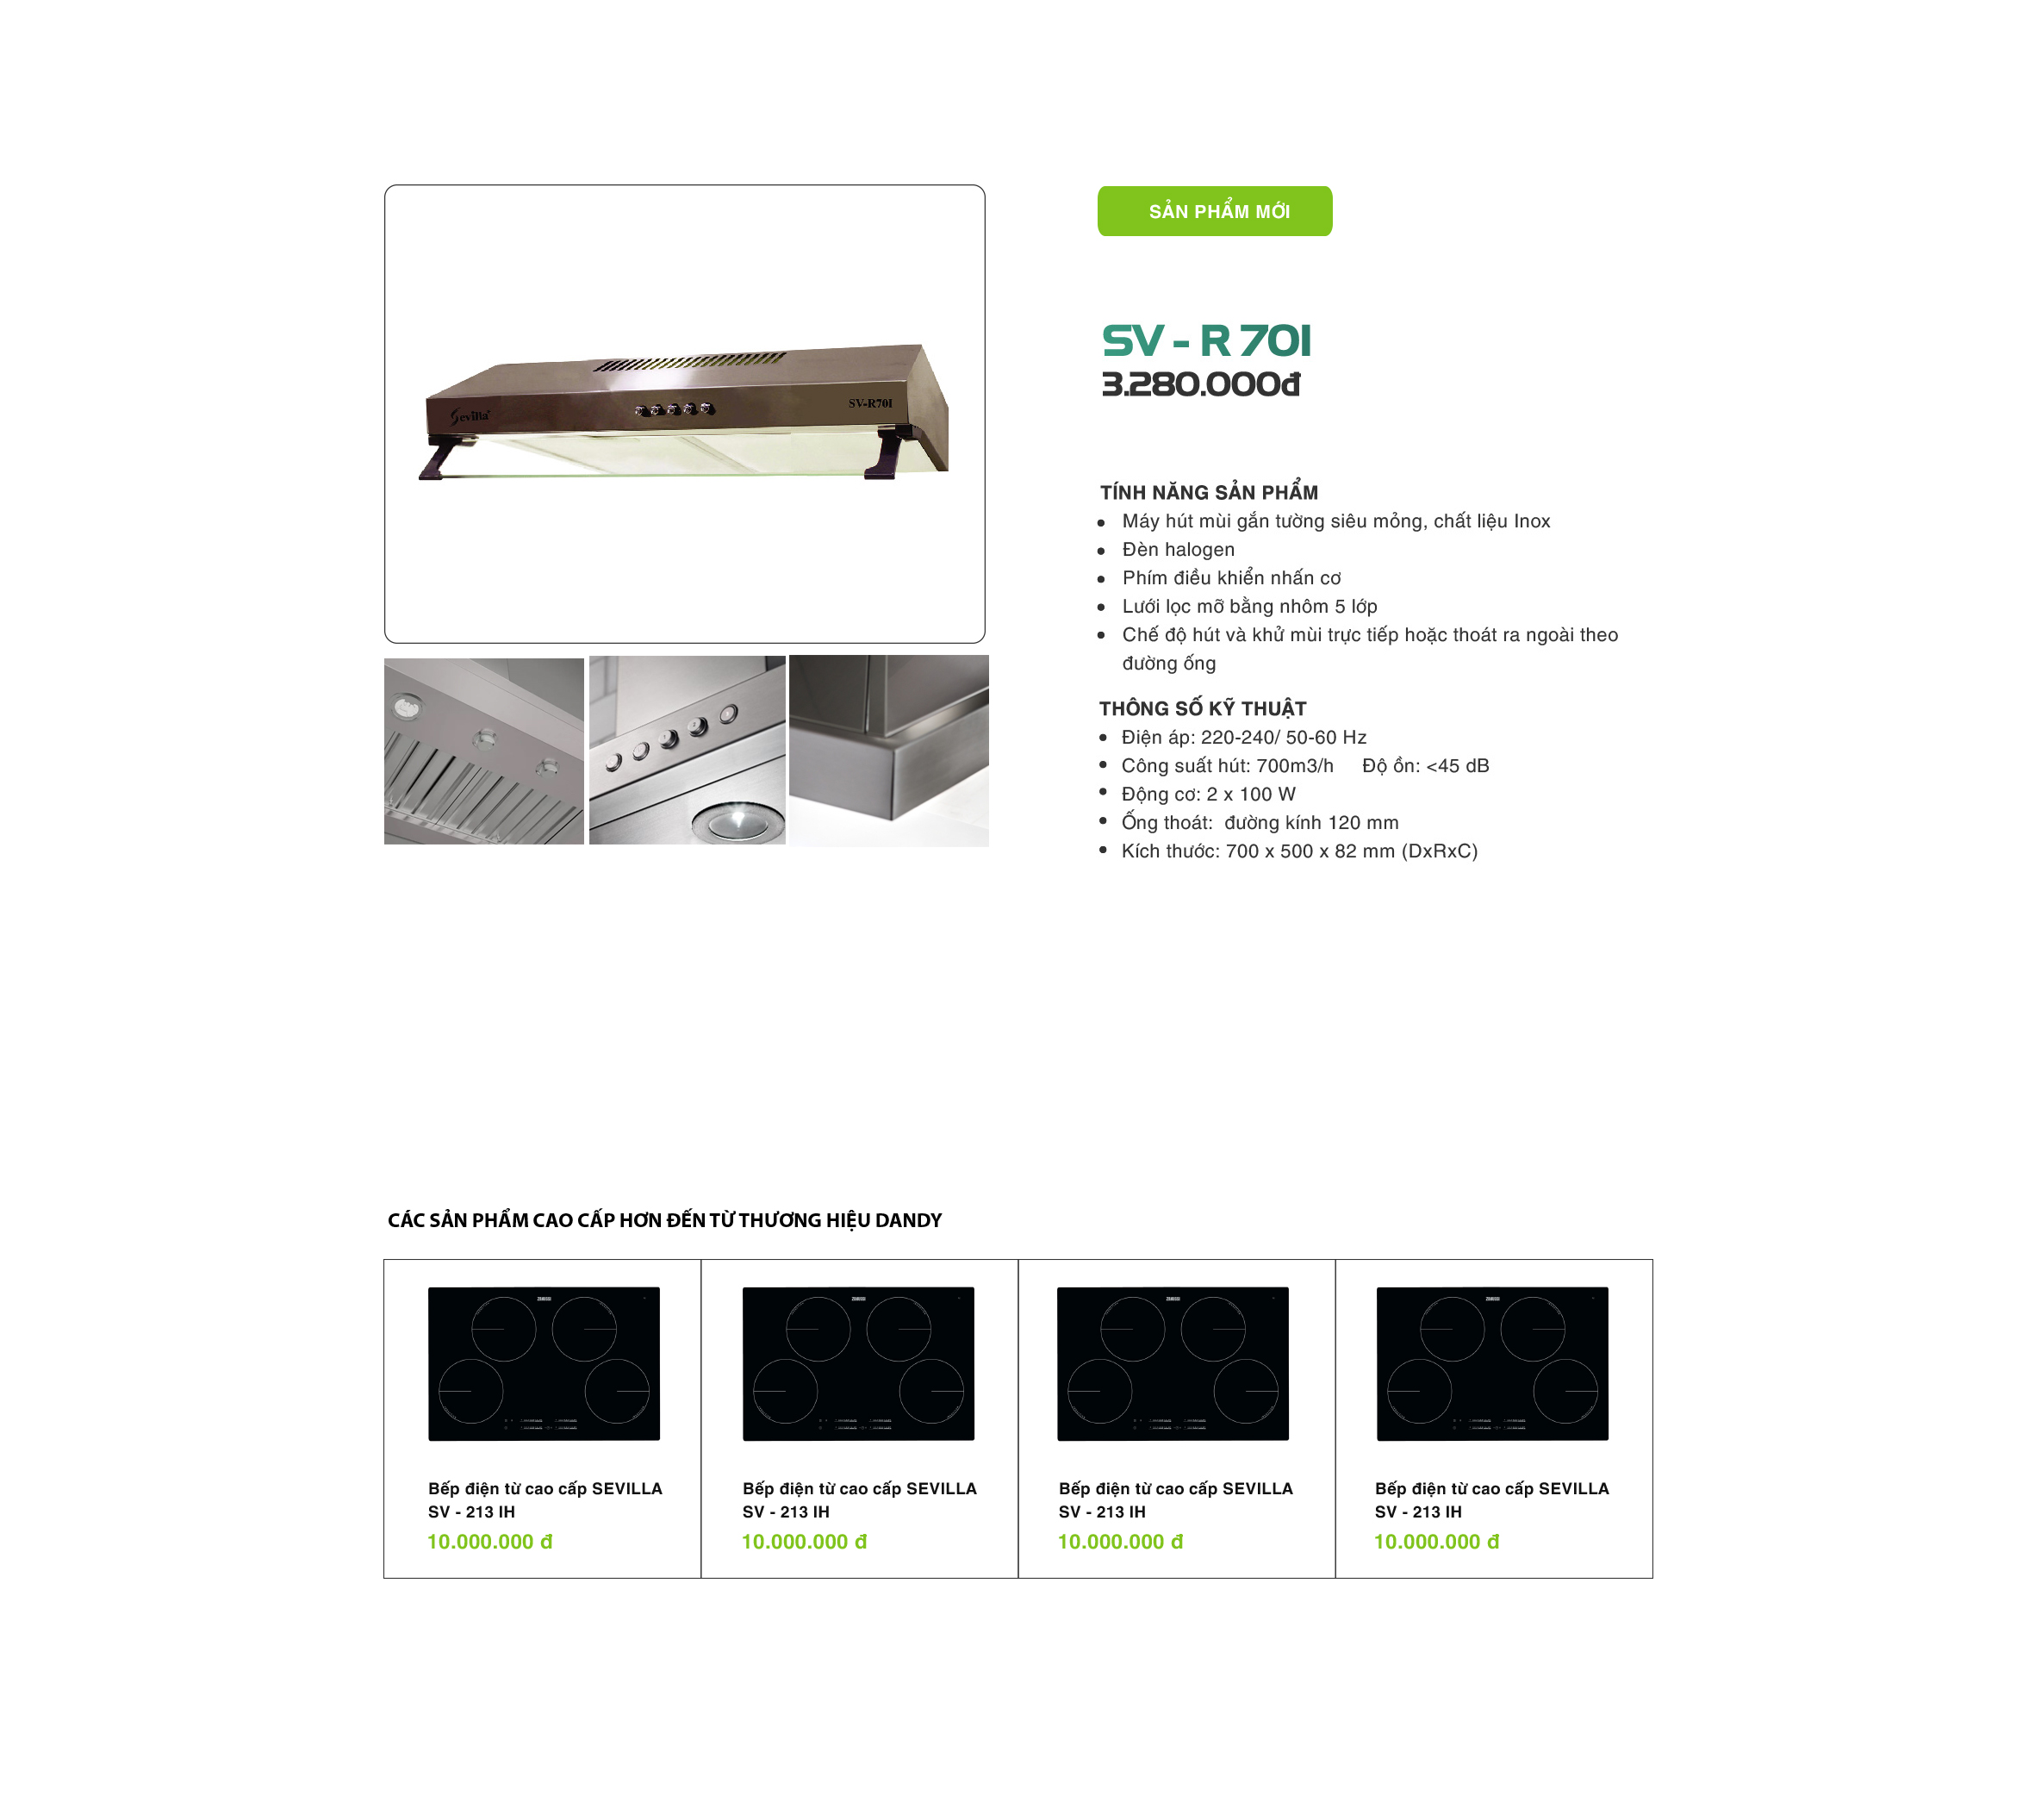 SẢN PHẨM MỚI
SV - R 70I
3.280.000đ
Sevilla
SV-R70I
TÍNH NĂNG SẢN PHẨM
Máy hút mùi gắn tường siêu mỏng, chất liệu Inox
Đèn halogen
Phím điều khiển nhấn cơ
Lưới lọc mỡ bằng nhôm 5 lớp
Chế độ hút và khử mùi trực tiếp hoặc thoát ra ngoài theo
đường ống
THÔNG SỐ KỸ THUẬT
Điện áp: 220-240/ 50-60 Hz
Công suất hút: 700m3/h Độ ồn: <45 dB
Động cơ: 2 x 100 W
Ống thoát: đường kính 120 mm
Kích thước: 700 x 500 x 82 mm (DxRxC)
CÁC SẢN PHẨM CAO CẤP HƠN ĐẾN TỪ THƯƠNG HIỆU DANDY
Bếp điện từ cao cấp SEVILLA
SV - 213 IH
10.000.000 đ
Bếp điện từ cao cấp SEVILLA
SV - 213 IH
10.000.000 đ
Bếp điện từ cao cấp SEVILLA
SV - 213 IH
10.000.000 đ
Bếp điện từ cao cấp SEVILLA
SV - 213 IH
10.000.000 đ